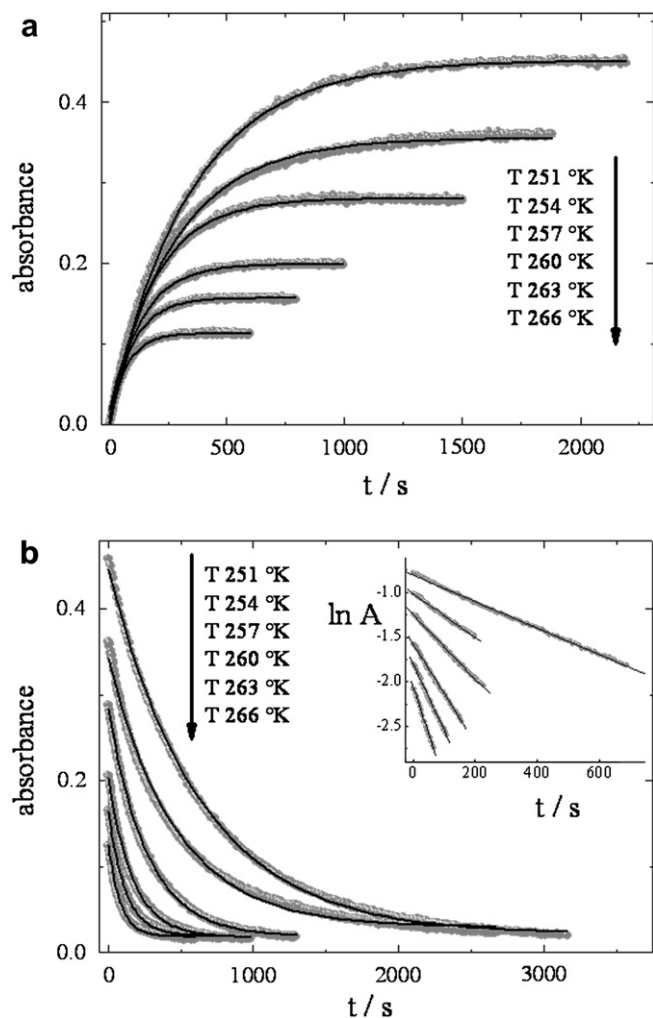 a
absorbance
0.4
0.2
0.0
T 251 °K
T 254 °K
T 257 °K
T 260 °K
T 263 °K
T 266 °K
0 500 1000 1500 2000
t / s
b
absorbance
0.4
0.2
0.0
T 251 °K
T 254 °K
T 257 °K
T 260 °K
T 263 °K
T 266 °K
ln A
-1.0
-1.5
-2.0
-2.5
0 200 400 600
t / s
0 1000 2000 3000
t / s